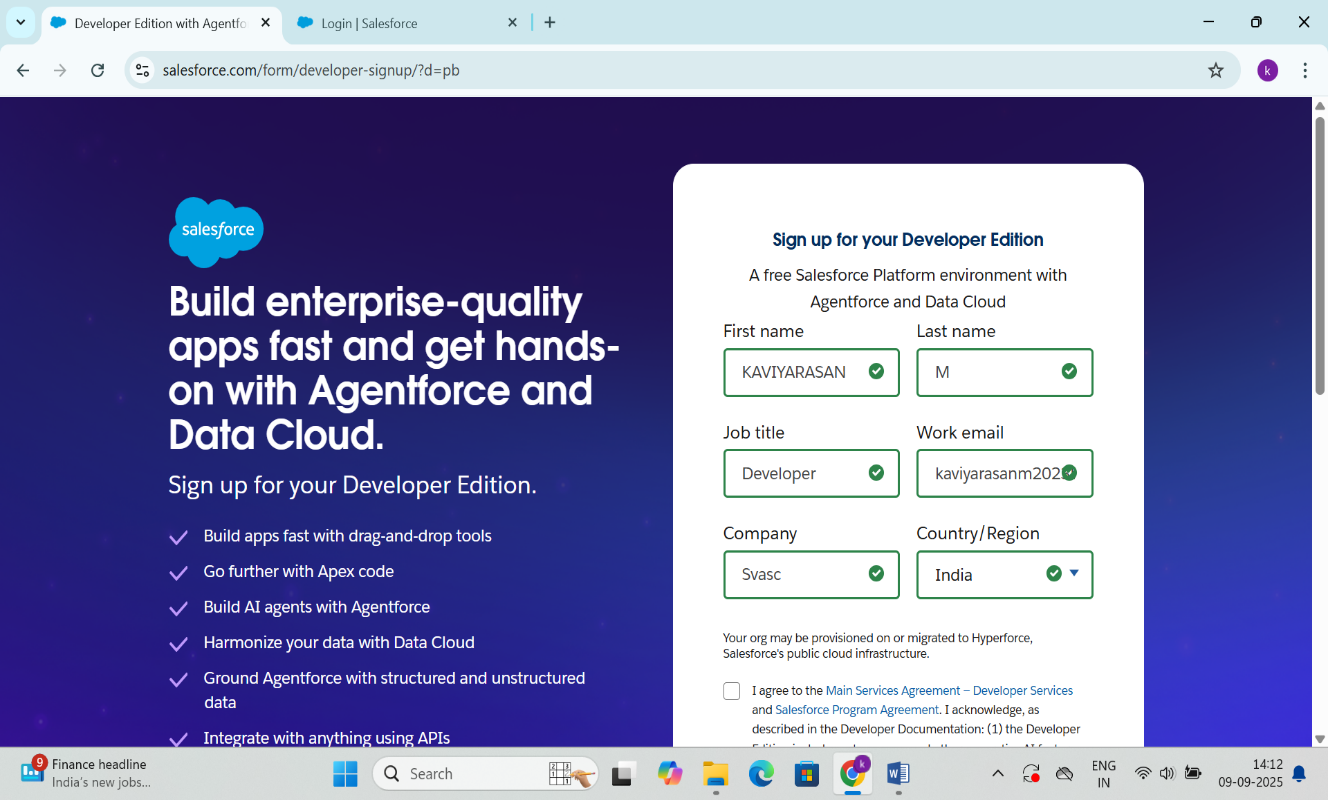 Developer Edition with Agentfo
Login | Salesforce
salesforce.com/form/developer-signup/?d=pb
k
salesforce
Build enterprise-quality
apps fast and get hands-
on with Agentforce and
Data Cloud.
Sign up for your Developer Edition.
Build apps fast with drag-and-drop tools
Go further with Apex code
Build AI agents with Agentforce
Harmonize your data with Data Cloud
Ground Agentforce with structured and unstructured
data
Integrate with anything using APIs
Sign up for your Developer Edition
A free Salesforce Platform environment with
Agentforce and Data Cloud
First name
Last name
KAVIYARASAN
M
Job title
Work email
Developer
kaviyarasanm202
Company
Country/Region
Svasc
India
Your org may be provisioned on or migrated to Hyperforce,
Salesforce's public cloud infrastructure.
I agree to the Main Services Agreement – Developer Services
and Salesforce Program Agreement. I acknowledge, as
described in the Developer Documentation: (1) the Developer
9
Finance headline
India's new jobs...
Search
k
W
ENG
IN
14:12
09-09-2025